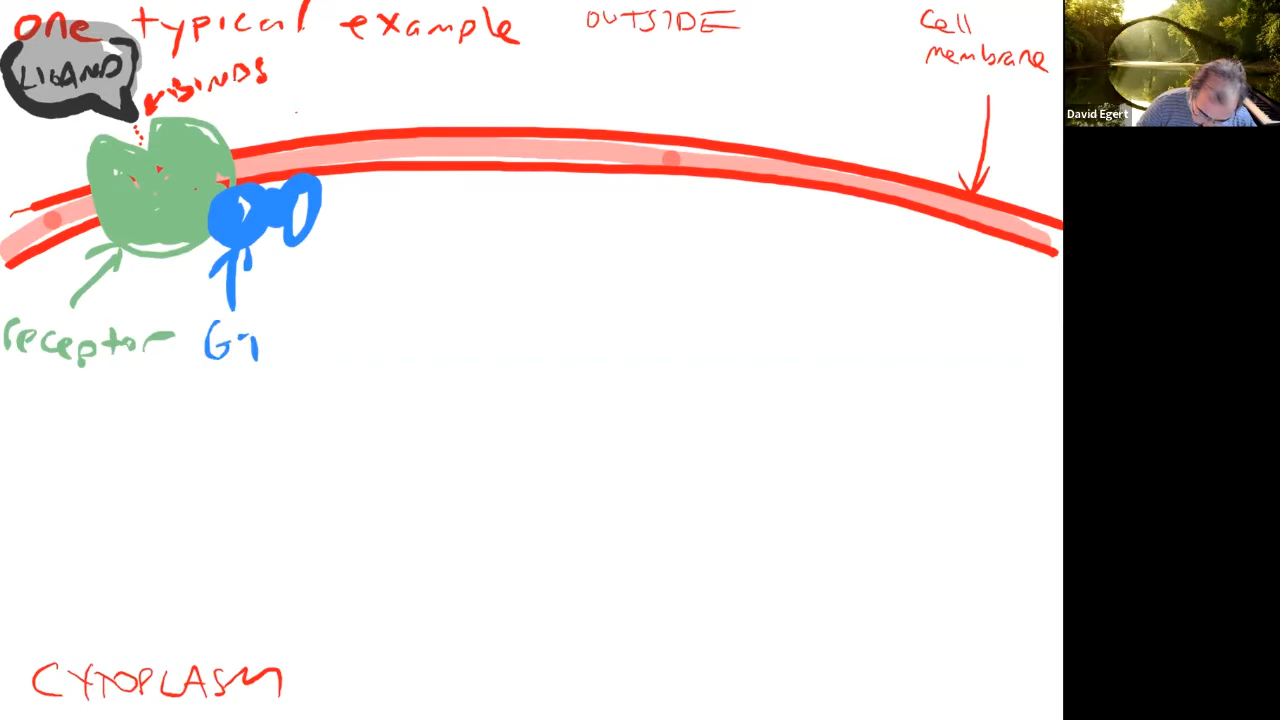 one typical example
OUTSIDE
cell
membrane
LIGAND
BINDS
David Egert
receptor
CYTOPLASM